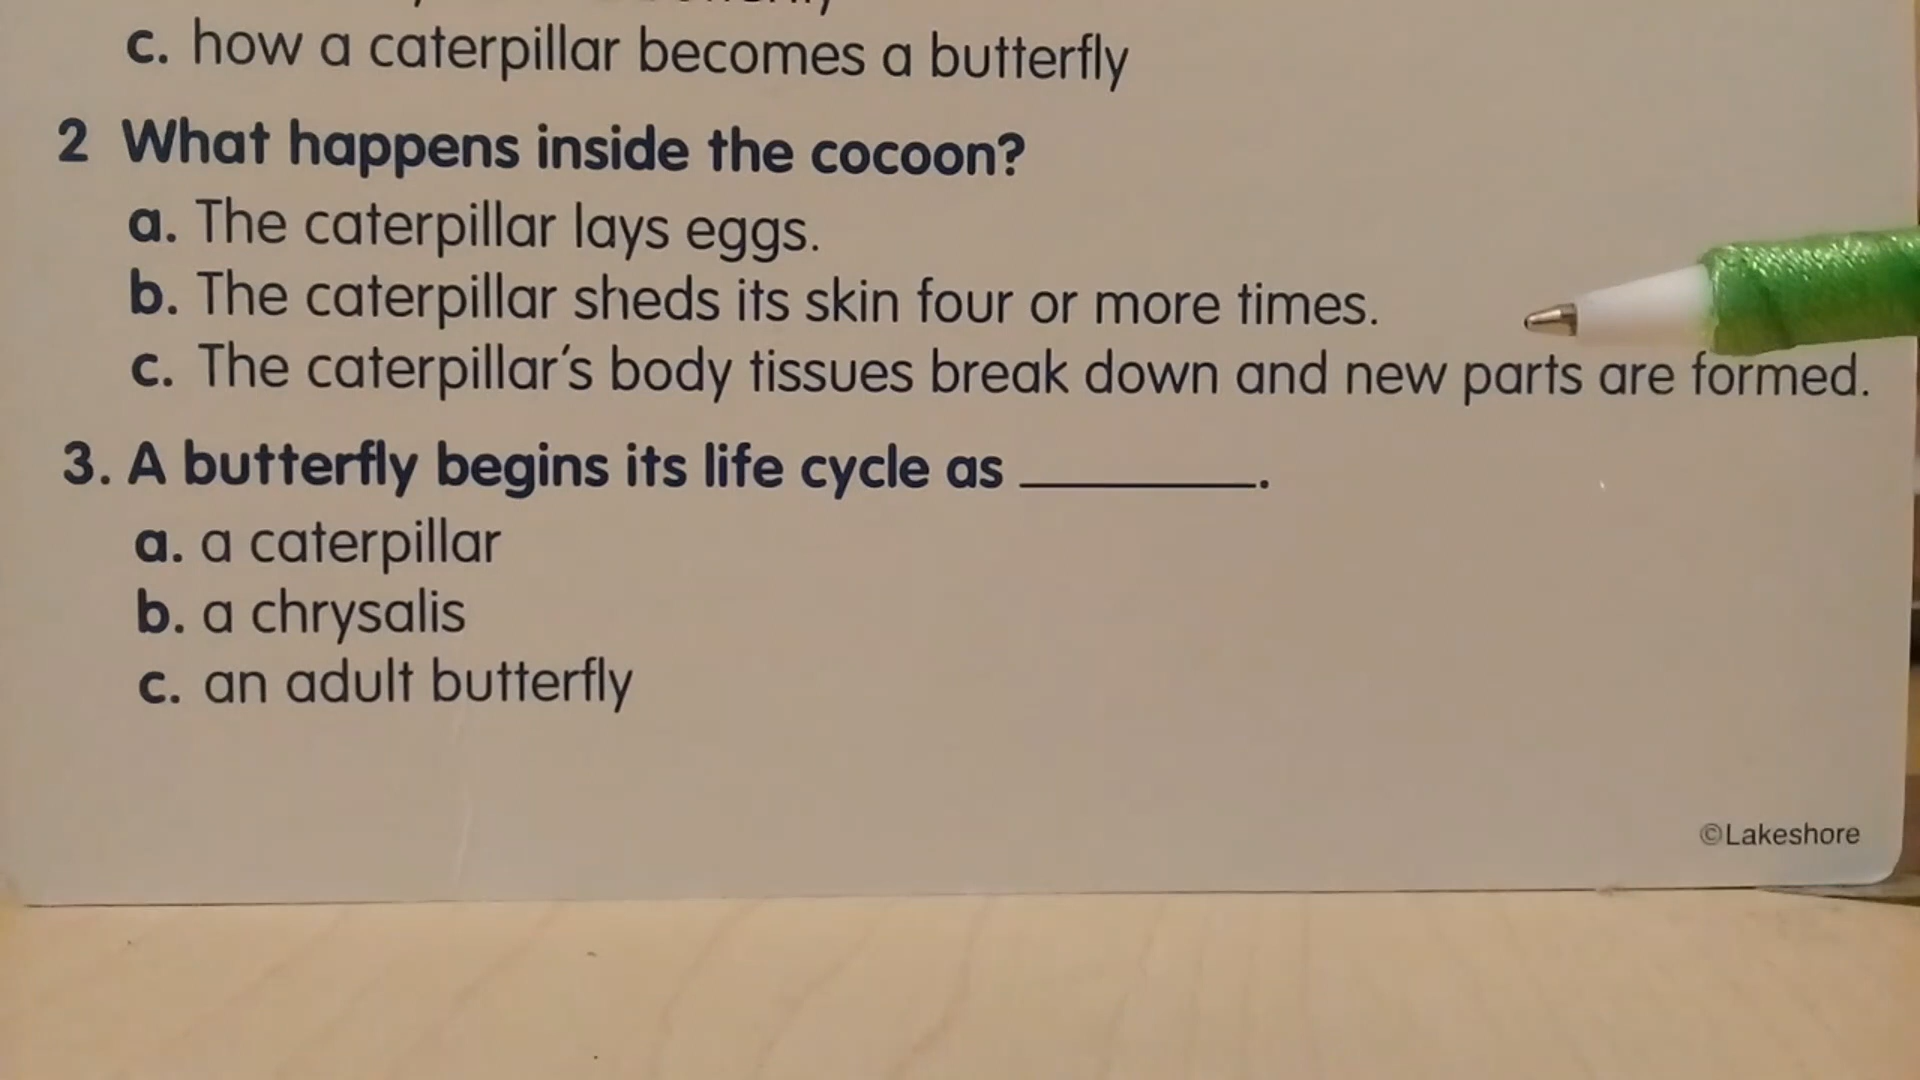 c. how a caterpillar becomes a butterfly
2 What happens inside the cocoon?
a. The caterpillar lays eggs.
b. The caterpillar sheds its skin four or more times.
c. The caterpillar's body tissues break down and new parts are formed.
3. A butterfly begins its life cycle as ________.
a. a caterpillar
b. a chrysalis
c. an adult butterfly
©Lakeshore